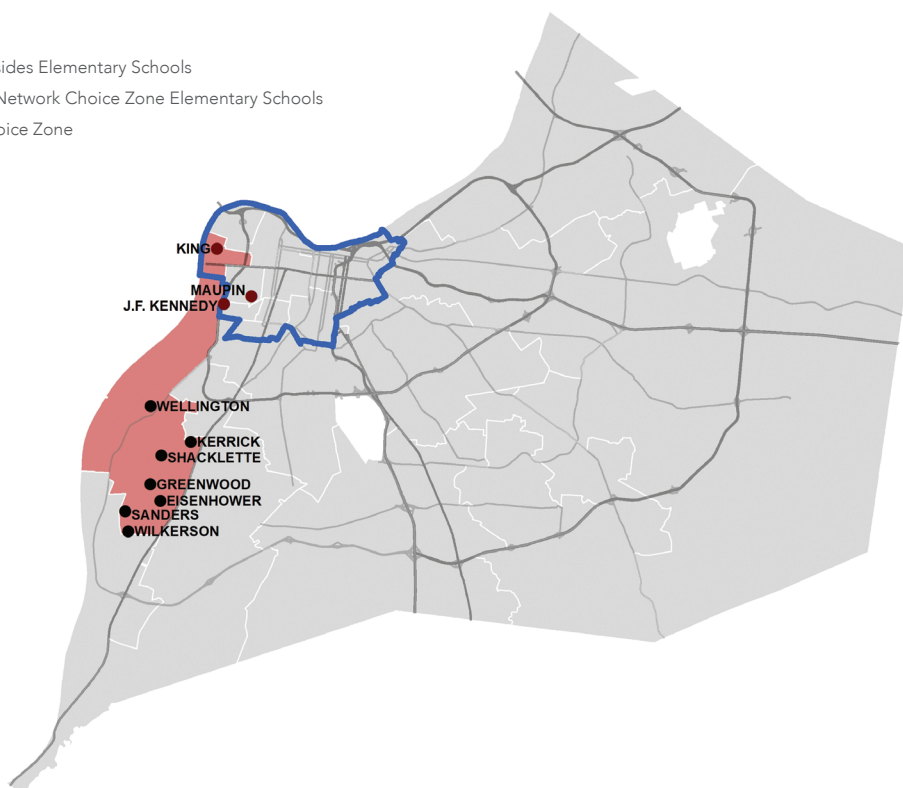 sides Elementary Schools
Network Choice Zone Elementary Schools
oice Zone
KING
MAUPIN
J.F. KENNEDY
WELLINGTON
KERRICK
SHACKLETTE
GREENWOOD
EISENHOWER
SANDERS
WILKERSON